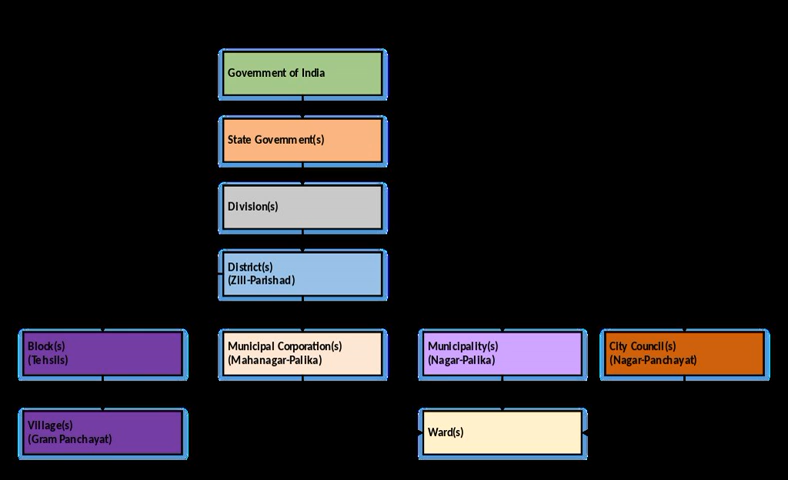 Government of India
State Government(s)
Division(s)
District(s)
(Zill-Parishad)
Block(s)
(Tehsils)
Municipal Corporation(s)
(Mahanagar-Palika)
Municipality(s)
(Nagar-Palika)
City Council(s)
(Nagar-Panchayat)
Village(s)
(Gram Panchayat)
Ward(s)